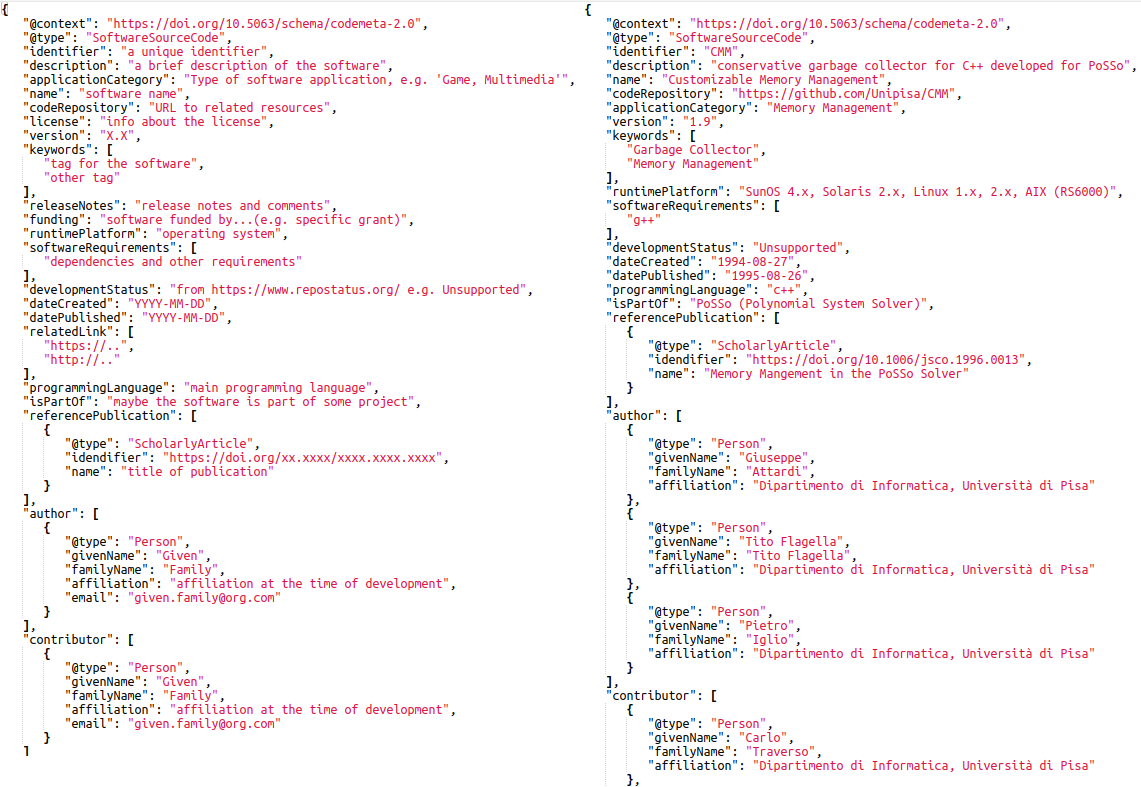 {
"@context": "https://doi.org/10.5063/schema/codemeta-2.0",
"@type": "SoftwareSourceCode",
"identifier": "a unique identifier",
"description": "a brief description of the software",
"applicationCategory": "Type of software application, e.g. 'Game, Multimedia'",
"name": "software name",
"codeRepository": "URL to related resources",
"license": "info about the license",
"version": "X.X",
"keywords": [
"tag for the software",
"other tag"
],
"releaseNotes": "release notes and comments",
"funding": "software funded by...(e.g. specific grant)",
"runtimePlatform": "operating system",
"softwareRequirements": [
"dependencies and other requirements"
],
"developmentStatus": "from https://www.repostatus.org/ e.g. Unsupported",
"dateCreated": "YYYY-MM-DD",
"datePublished": "YYYY-MM-DD",
"relatedLink": [
"https://..",
"http://.."
],
"programmingLanguage": "main programming language",
"isPartOf": "maybe the software is part of some project",
"referencePublication": [
{
"@type": "ScholarlyArticle",
"idendifier": "https://doi.org/xx.xxxx/xxxx.xxxx.xxxx",
"name": "title of publication"
}
],
"author": [
{
"@type": "Person",
"givenName": "Given",
"familyName": "Family",
"affiliation": "affiliation at the time of development",
"email": "given.family@org.com"
}
],
"contributor": [
{
"@type": "Person",
"givenName": "Given",
"familyName": "Family",
"affiliation": "affiliation at the time of development",
"email": "given.family@org.com"
}
]
{
"@context": "https://doi.org/10.5063/schema/codemeta-2.0",
"@type": "SoftwareSourceCode",
"identifier": "CMM",
"description": "conservative garbage collector for C++ developed for PoSSo",
"name": "Customizable Memory Management",
"codeRepository": "https://github.com/Unipisa/CMM",
"applicationCategory": "Memory Management",
"version": "1.9",
"keywords": [
"Garbage Collector",
"Memory Management"
],
"runtimePlatform": "SunOS 4.x, Solaris 2.x, Linux 1.x, 2.x, AIX (RS6000)",
"softwareRequirements": [
"g++"
],
"developmentStatus": "Unsupported",
"dateCreated": "1994-08-27",
"datePublished": "1995-08-26",
"programmingLanguage": "c++",
"isPartOf": "PoSSo (Polynomial System Solver)",
"referencePublication": [
{
"@type": "ScholarlyArticle",
"idendifier": "https://doi.org/10.1006/jsco.1996.0013",
"name": "Memory Mangement in the PoSSo Solver"
}
],
"author": [
{
"@type": "Person",
"givenName": "Giuseppe",
"familyName": "Attardi",
"affiliation": "Dipartimento di Informatica, Università di Pisa"
},
{
"@type": "Person",
"givenName": "Tito Flagella",
"familyName": "Tito Flagella",
"affiliation": "Dipartimento di Informatica, Università di Pisa"
},
{
"@type": "Person",
"givenName": "Pietro",
"familyName": "Iglio",
"affiliation": "Dipartimento di Informatica, Università di Pisa"
}
],
"contributor": [
{
"@type": "Person",
"givenName": "Carlo",
"familyName": "Traverso",
"affiliation": "Dipartimento di Informatica, Università di Pisa"
},